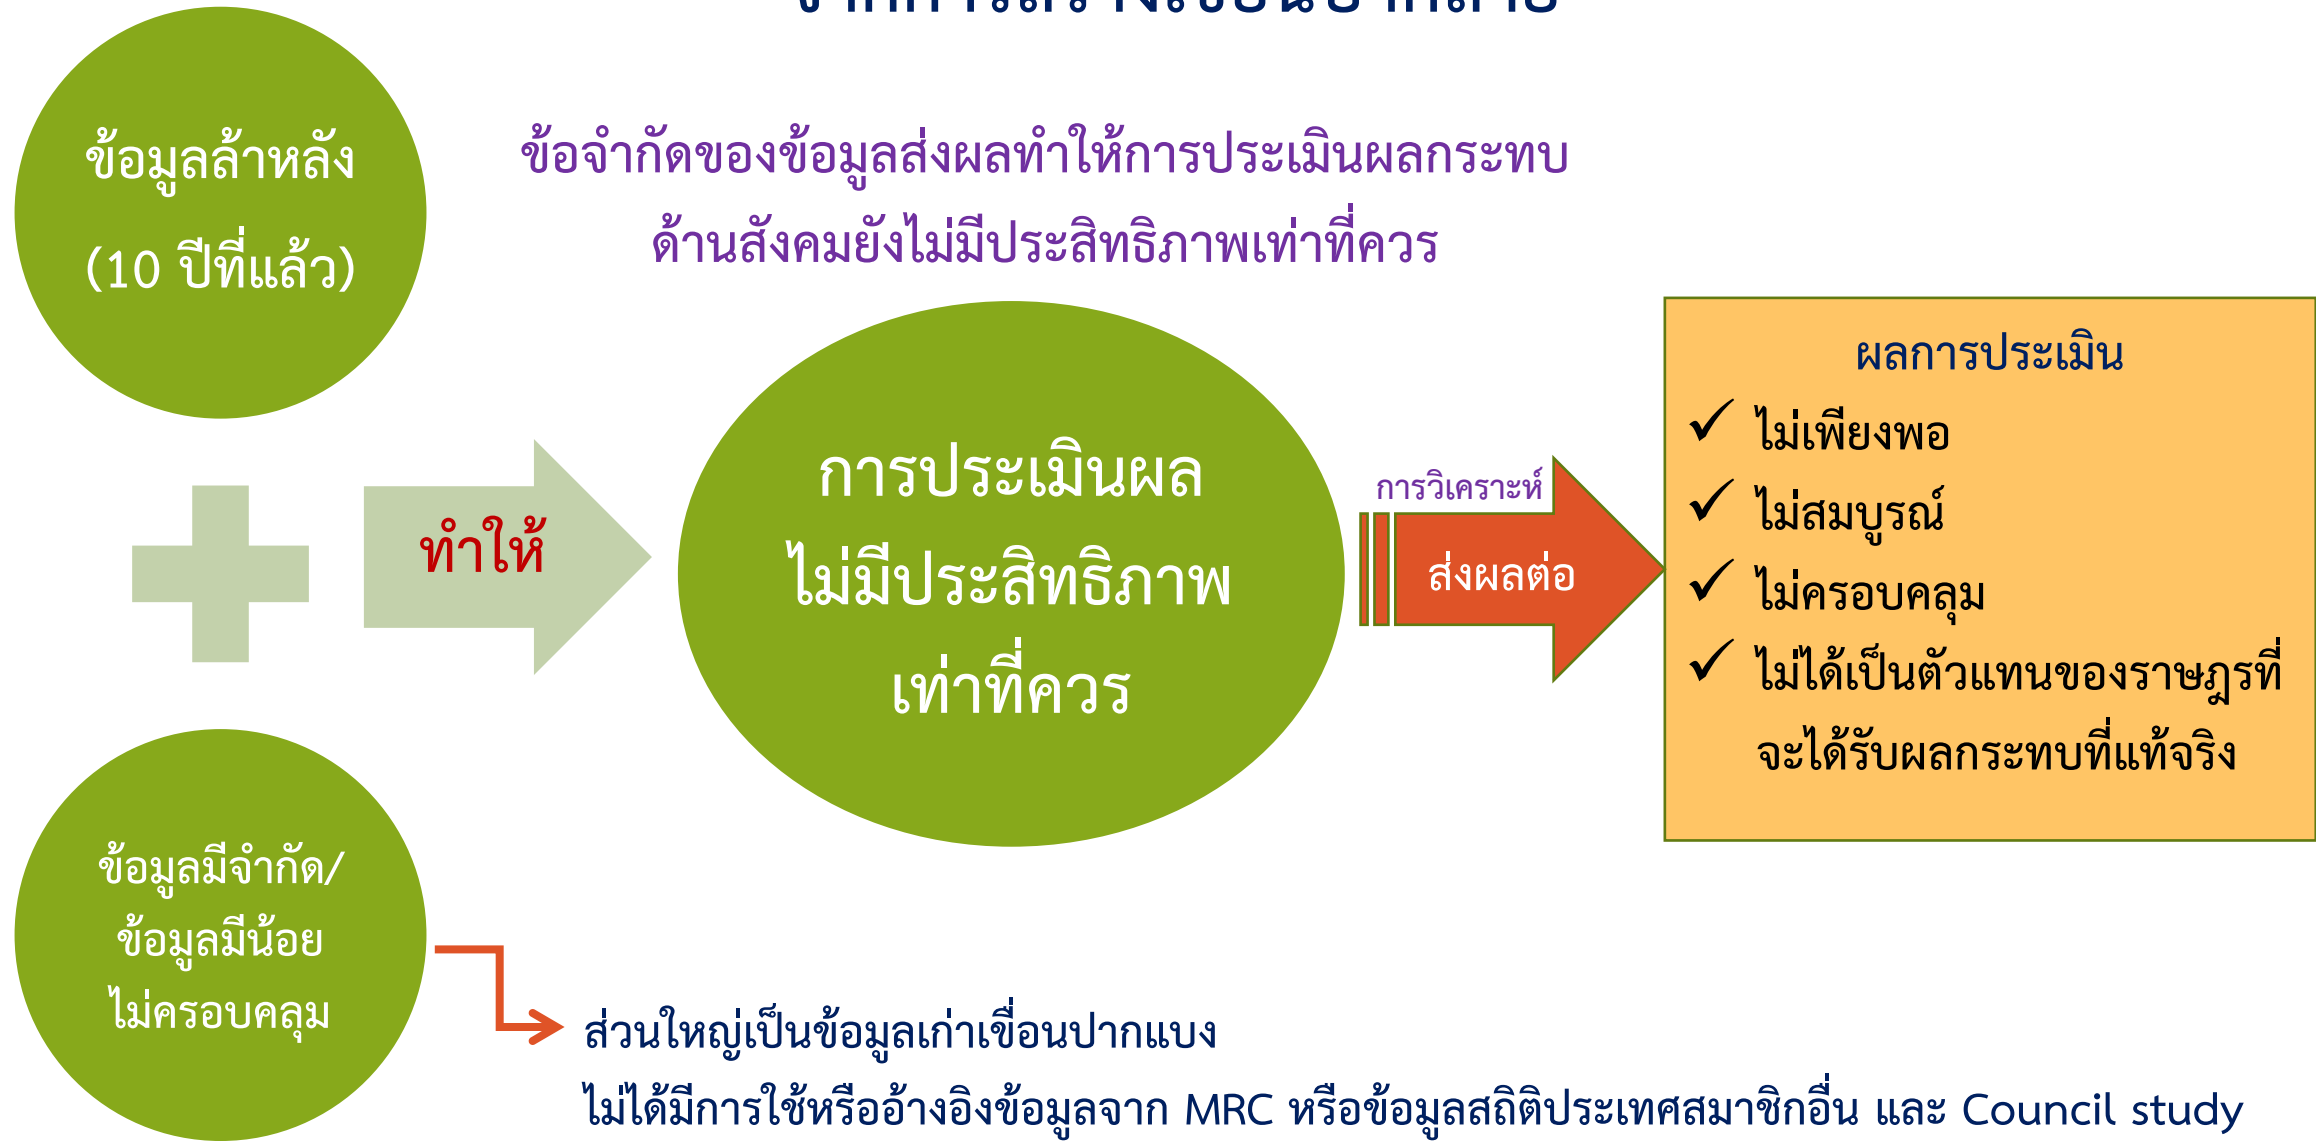 ข้อมูลล้าหลัง
(10 ปีที่แล้ว)
ข้อจำกัดของข้อมูลส่งผลทำให้การประเมินผลกระทบ
ด้านสังคมยังไม่มีประสิทธิภาพเท่าที่ควร
ทำให้
การประเมินผล
ไม่มีประสิทธิภาพ
เท่าที่ควร
การวิเคราะห์
ส่งผลต่อ
ผลการประเมิน
✓ ไม่เพียงพอ
✓ ไม่สมบูรณ์
✓ ไม่ครอบคลุม
✓ ไม่ได้เป็นตัวแทนของราษฎรที่
จะได้รับผลกระทบที่แท้จริง
ข้อมูลมีจำกัด/
ข้อมูลมีน้อย
ไม่ครอบคลุม
ส่วนใหญ่เป็นข้อมูลเก่าเขื่อนปากแบง
ไม่ได้มีการใช้หรืออ้างอิงข้อมูลจาก MRC หรือข้อมูลสถิติประเทศสมาชิกอื่น และ Council study